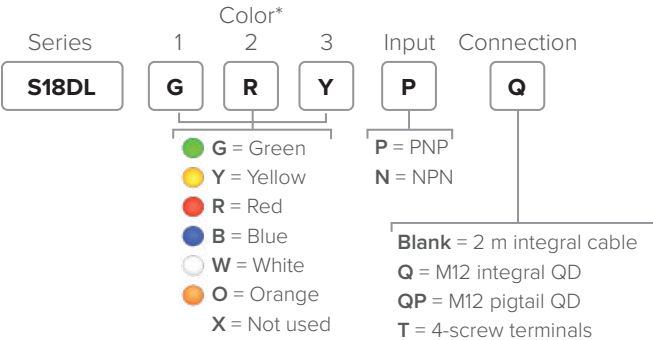 Color*
Series 1 2 3 Input Connection
S18DL G R Y P Q
G = Green
Y = Yellow
R = Red
B = Blue
W = White
O = Orange
X = Not used
P = PNP
N = NPN
Blank = 2 m integral cable
Q = M12 integral QD
QP = M12 pigtail QD
T = 4-screw terminals